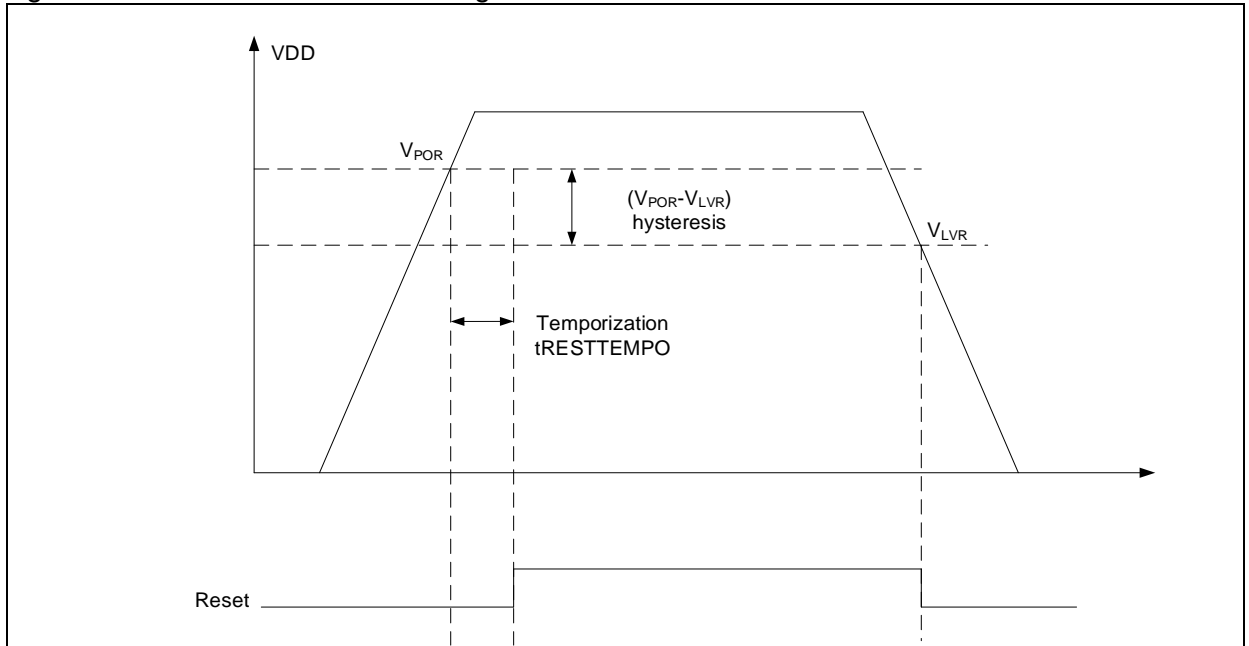 VDD
VPOR
(VPOR-VLVR)
hysteresis
VLVR
Temporization
tRESTTEMPO
Reset